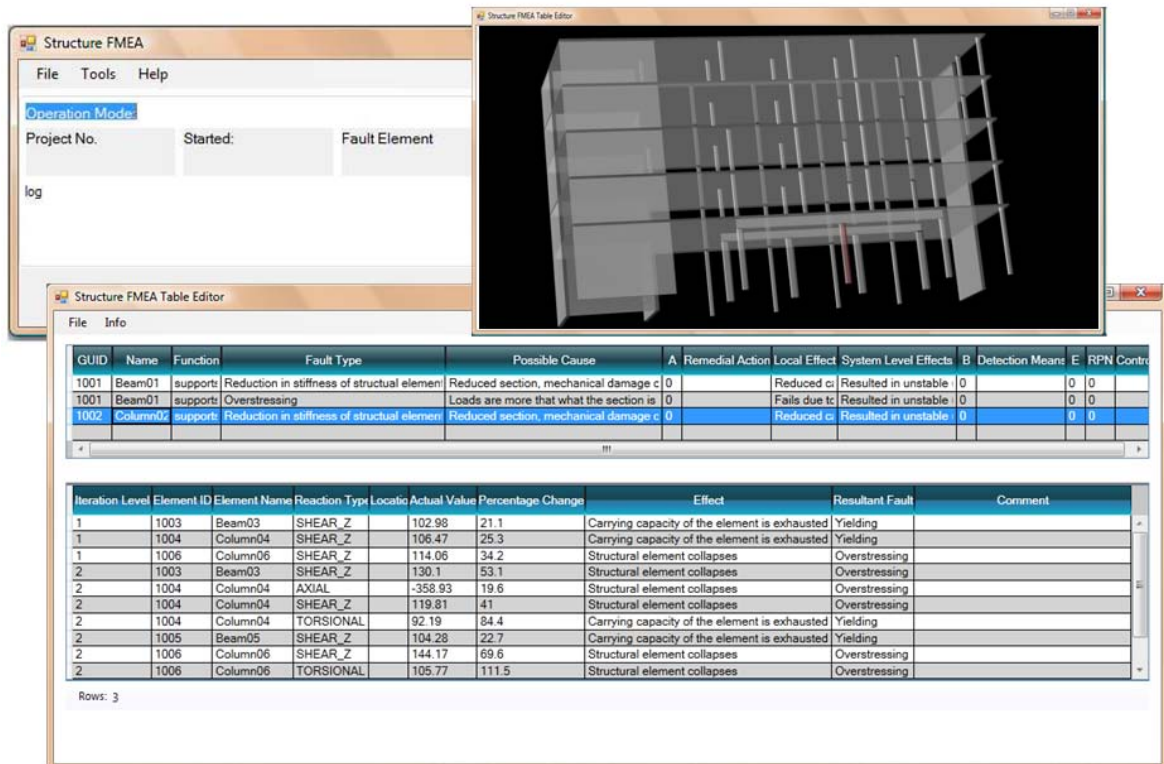 Structure FMEA Table Editor
Structure FMEA
File Tools Help
Operation Mode:
Project No. Started: Fault Element
log
Structure FMEA Table Editor
File Info
GUID Name Function Fault Type Possible Cause A Remedial Action Local Effect System Level Effects B Detection Means E RPN Contro
1001 Beam01 supports Reduction in stiffness of structual element Reduced section, mechanical damage c 0 Reduced ca Resulted in unstable 0 0 0
1001 Beam01 supports Overstressing Loads are more that what the section is 0 Fails due to Resulted in unstable 0 0 0
1002 Column02 supports Reduction in stiffness of structual element Reduced section, mechanical damage c 0 Reduced ca Resulted in unstable 0 0 0
Iteration Level Element ID Element Name Reaction Type Locatio Actual Value Percentage Change Effect Resultant Fault Comment
1 1003 Beam03 SHEAR_Z 102.98 21.1 Carrying capacity of the element is exhausted Yielding
1 1004 Column04 SHEAR_Z 106.47 25.3 Carrying capacity of the element is exhausted Yielding
1 1006 Column06 SHEAR_Z 114.06 34.2 Structural element collapses Overstressing
2 1003 Beam03 SHEAR_Z 130.1 53.1 Structural element collapses Overstressing
2 1004 Column04 AXIAL -358.93 19.6 Structural element collapses Overstressing
2 1004 Column04 SHEAR_Z 119.81 41 Structural element collapses Overstressing
2 1004 Column04 TORSIONAL 92.19 84.4 Carrying capacity of the element is exhausted Yielding
2 1005 Beam05 SHEAR_Z 104.28 22.7 Carrying capacity of the element is exhausted Yielding
2 1006 Column06 SHEAR_Z 144.17 69.6 Structural element collapses Overstressing
2 1006 Column06 TORSIONAL 105.77 111.5 Structural element collapses Overstressing
Rows: 3